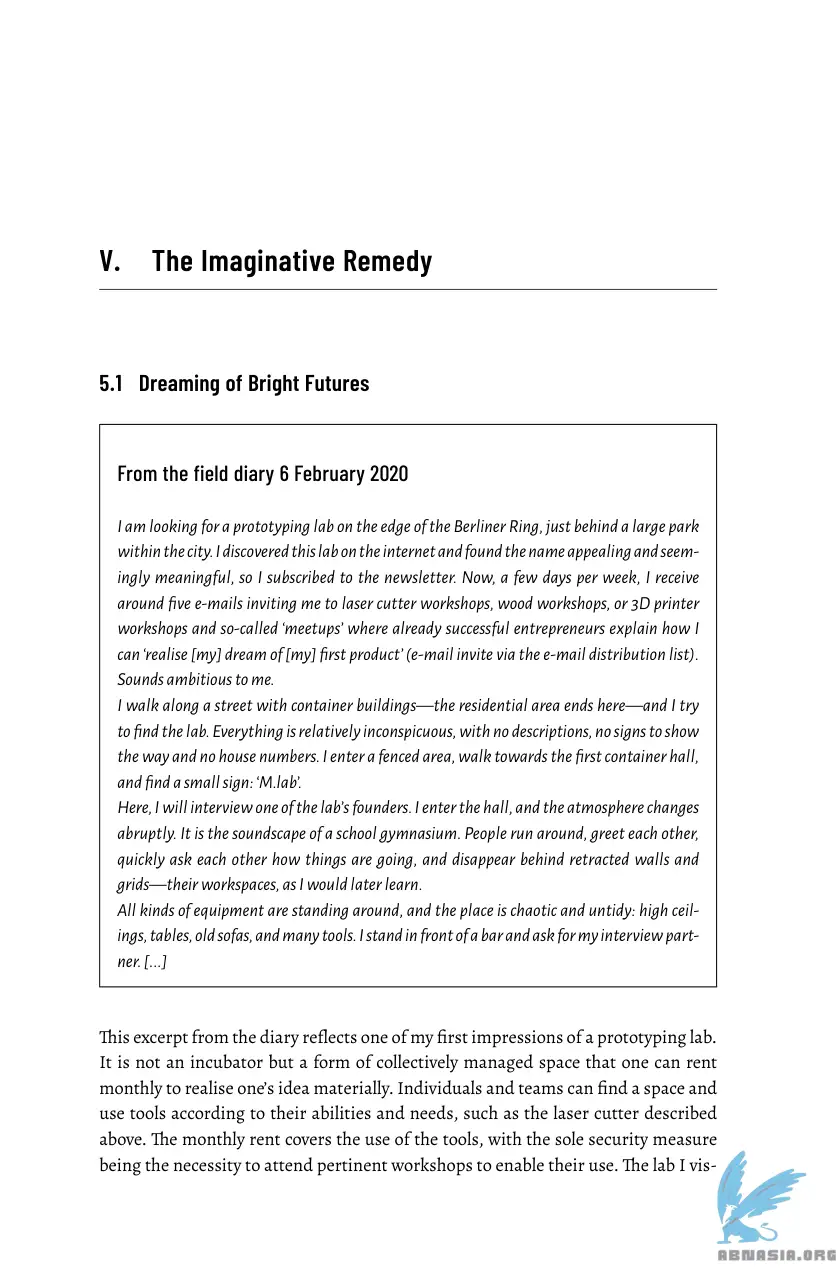 V. The Imaginative Remedy
5.1 Dreaming of Bright Futures
From the field diary 6 February 2020
I am looking for a prototyping lab on the edge of the Berliner Ring, just behind a large park
within the city. I discovered this lab on the internet and found the name appealing and seem-
ingly meaningful, so I subscribed to the newsletter. Now, a few days per week, I receive
around five e-mails inviting me to laser cutter workshops, wood workshops, or 3D printer
workshops and so-called ‘meetups’ where already successful entrepreneurs explain how I
can ‘realise [my] dream of [my] first product’ (e-mail invite via the e-mail distribution list).
Sounds ambitious to me.
I walk along a street with container buildings—the residential area ends here—and I try
to find the lab. Everything is relatively inconspicuous, with no descriptions, no signs to show
the way and no house numbers. I enter a fenced area, walk towards the first container hall,
and find a small sign: ‘M.lab’.
Here, I will interview one of the lab’s founders. I enter the hall, and the atmosphere changes
abruptly. It is the soundscape of a school gymnasium. People run around, greet each other,
quickly ask each other how things are going, and disappear behind retracted walls and
grids—their workspaces, as I would later learn.
All kinds of equipment are standing around, and the place is chaotic and untidy: high ceil-
ings, tables, old sofas, and many tools. I stand in front of a bar and ask for my interview part-
ner. [...]
This excerpt from the diary reflects one of my first impressions of a prototyping lab.
It is not an incubator but a form of collectively managed space that one can rent
monthly to realise one’s idea materially. Individuals and teams can find a space and
use tools according to their abilities and needs, such as the laser cutter described
above. The monthly rent covers the use of the tools, with the sole security measure
being the necessity to attend pertinent workshops to enable their use. The lab I vis-
ABNASIA.ORG